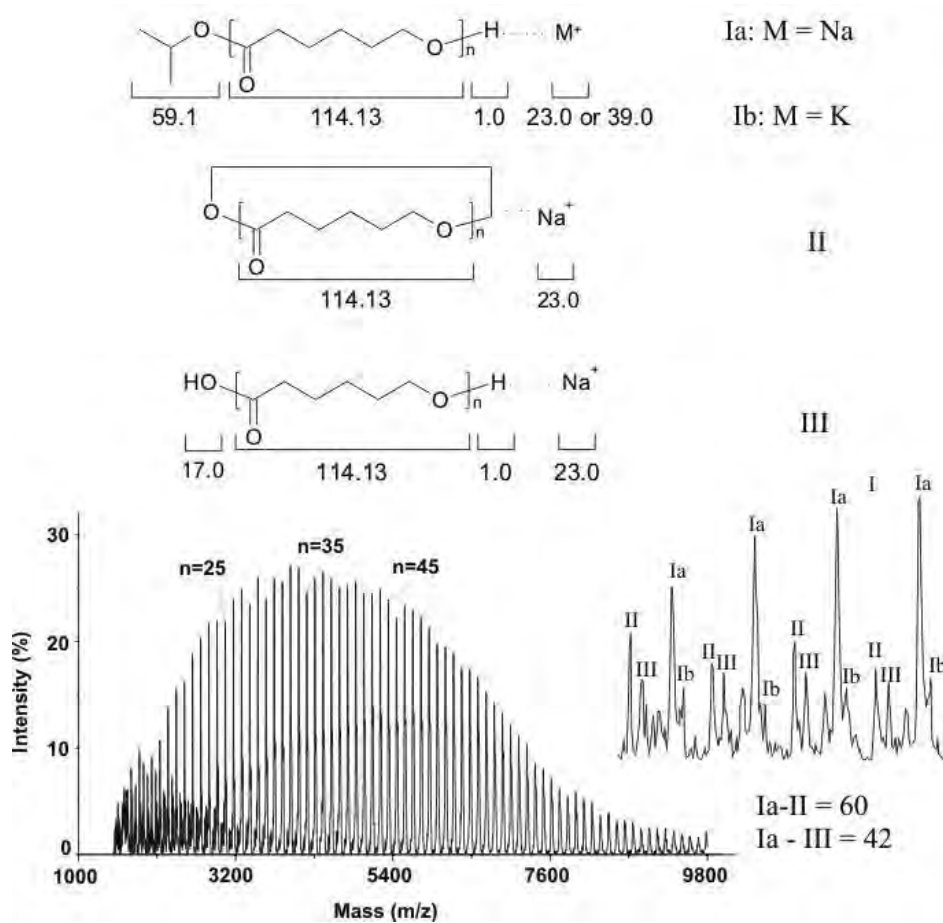 O
n
H
M+
Ia: M = Na
O
O
59.1
114.13
1.0
23.0 or 39.0
Ib: M = K
O
n
Na+
O
O
II
114.13
23.0
HO
n
H
Na+
O
O
III
17.0
114.13
1.0
23.0
Intensity (%)
30
20
10
0
n=25
n=35
n=45
1000
3200
5400
7600
9800
Mass (m/z)
II
III
Ia
Ib
II
III
Ia
Ib
II
III
Ia
I
Ib
II
III
Ia
Ib
Ia-II = 60
Ia - III = 42